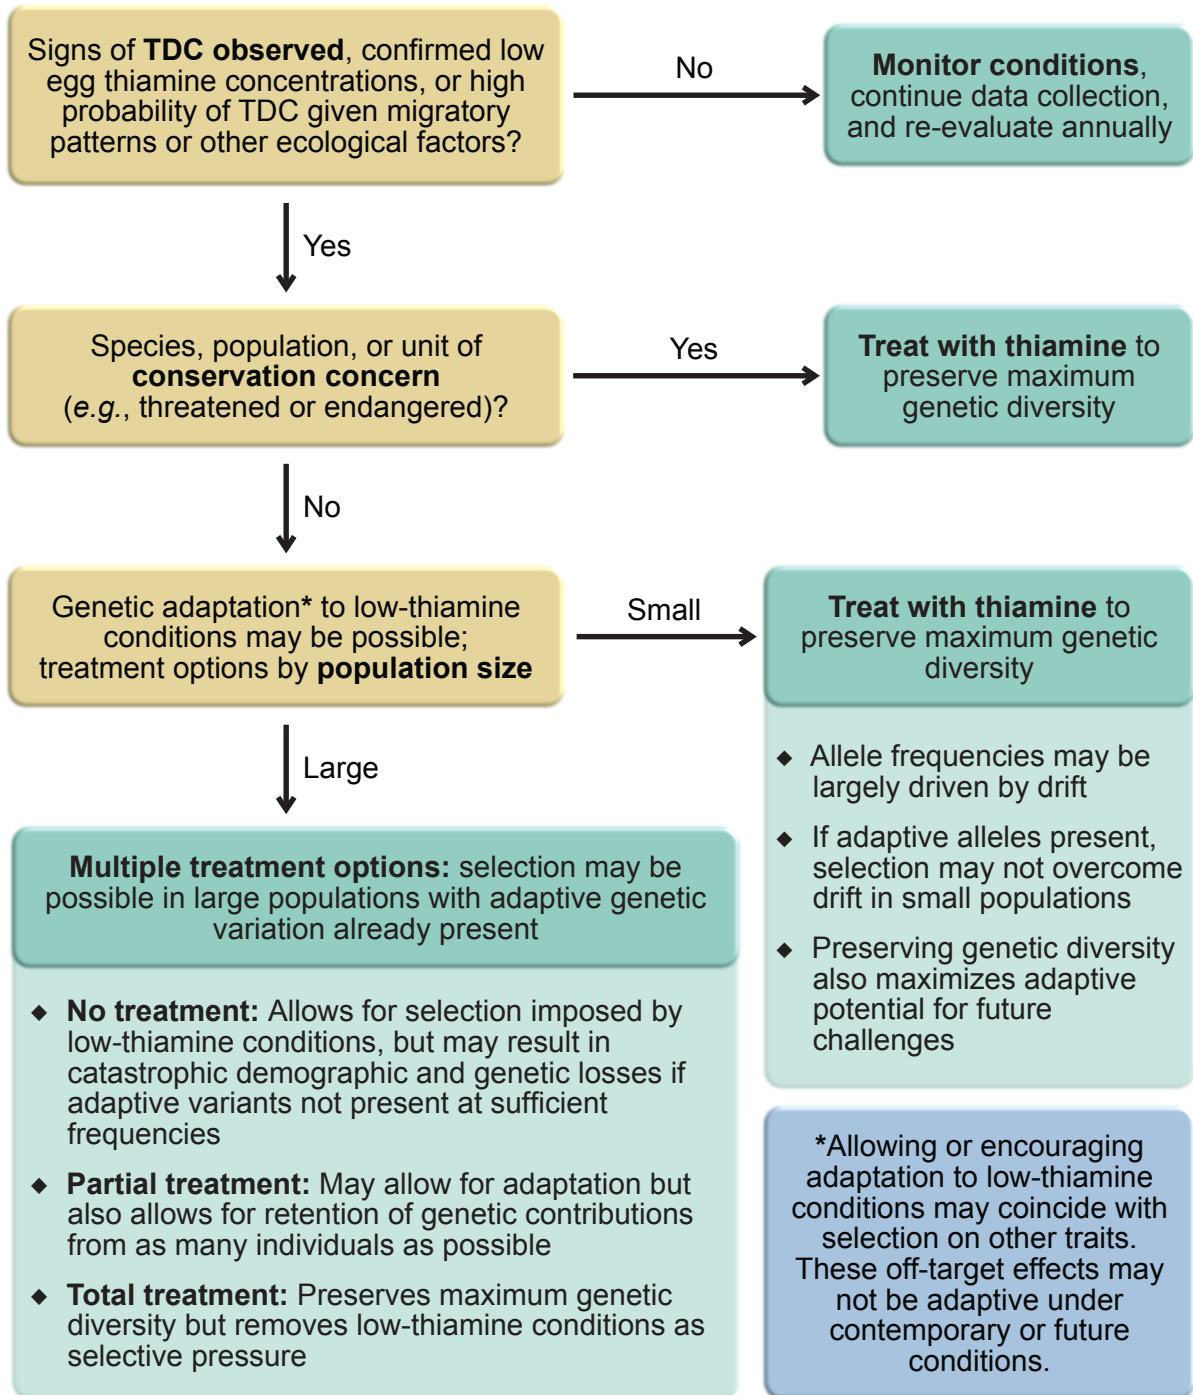 Signs of TDC observed, confirmed low
egg thiamine concentrations, or high
probability of TDC given migratory
patterns or other ecological factors?
No
Monitor conditions,
continue data collection,
and re-evaluate annually
Yes
Species, population, or unit of
conservation concern
(e.g., threatened or endangered)?
Yes
Treat with thiamine to
preserve maximum
genetic diversity
No
Genetic adaptation* to low-thiamine
conditions may be possible;
treatment options by population size
Small
Treat with thiamine to
preserve maximum genetic
diversity
◆ Allele frequencies may be
largely driven by drift
◆ If adaptive alleles present,
selection may not overcome
drift in small populations
◆ Preserving genetic diversity
also maximizes adaptive
potential for future
challenges
Large
Multiple treatment options: selection may be
possible in large populations with adaptive genetic
variation already present
◆ No treatment: Allows for selection imposed by
low-thiamine conditions, but may result in
catastrophic demographic and genetic losses if
adaptive variants not present at sufficient
frequencies
◆ Partial treatment: May allow for adaptation but
also allows for retention of genetic contributions
from as many individuals as possible
◆ Total treatment: Preserves maximum genetic
diversity but removes low-thiamine conditions as
selective pressure
*Allowing or encouraging
adaptation to low-thiamine
conditions may coincide with
selection on other traits.
These off-target effects may
not be adaptive under
contemporary or future
conditions.